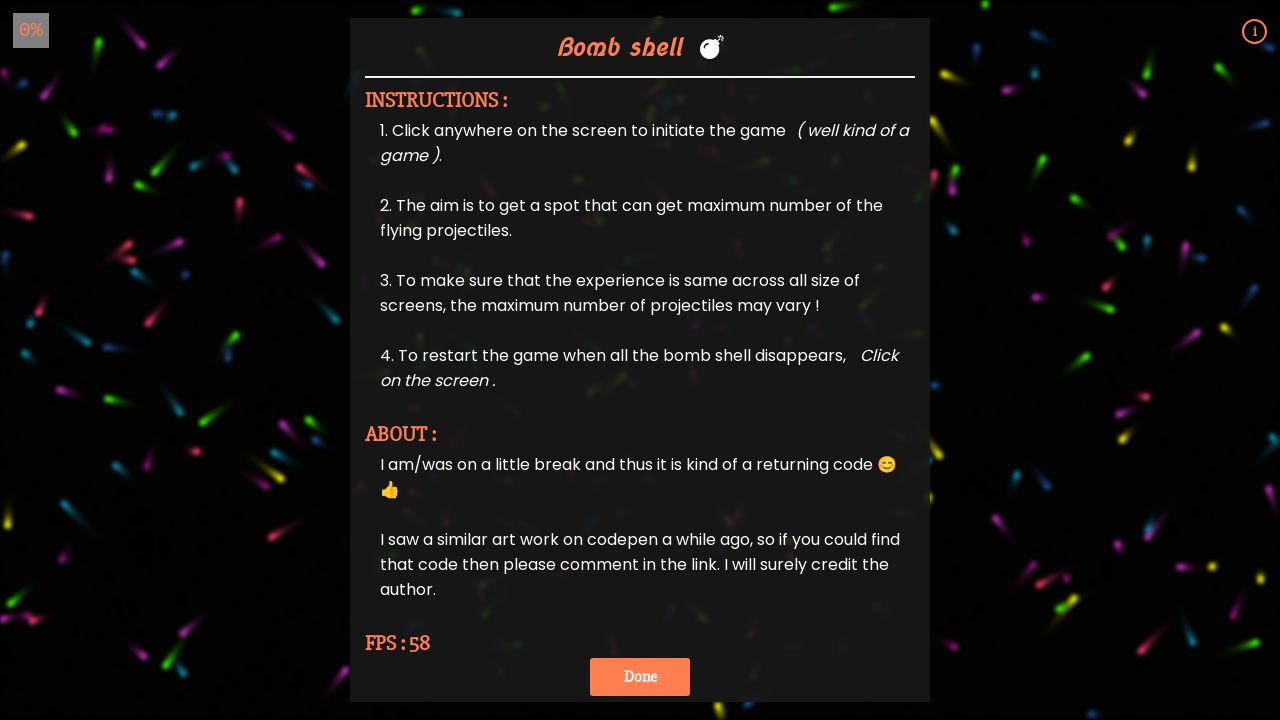 0%
i
Bomb shell 💣
INSTRUCTIONS :
1. Click anywhere on the screen to initiate the game ( well kind of a
game ).
2. The aim is to get a spot that can get maximum number of the
flying projectiles.
3. To make sure that the experience is same across all size of
screens, the maximum number of projectiles may vary !
4. To restart the game when all the bomb shell disappears, Click
on the screen .
ABOUT :
I am/was on a little break and thus it is kind of a returning code 😊
👍
I saw a similar art work on codepen a while ago, so if you could find
that code then please comment in the link. I will surely credit the
author.
FPS : 58
Done